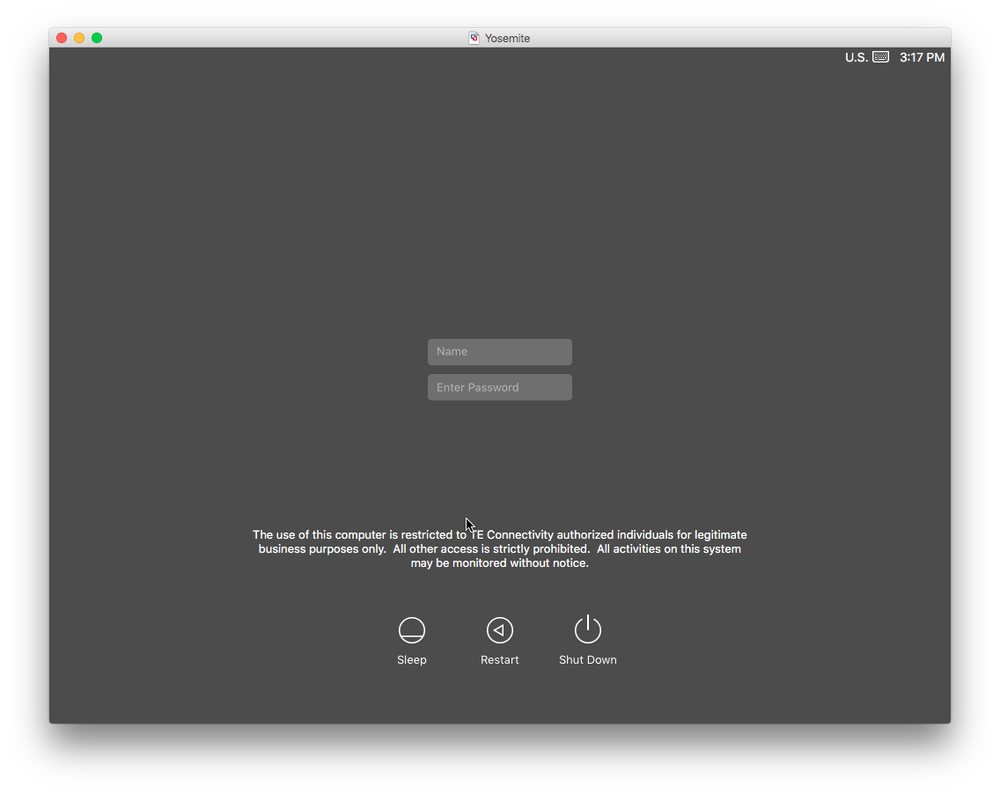 Yosemite
U.S. 3:17 PM
Name
Enter Password
The use of this computer is restricted to TE Connectivity authorized individuals for legitimate
business purposes only.  All other access is strictly prohibited.  All activities on this system
may be monitored without notice.
Sleep Restart Shut Down